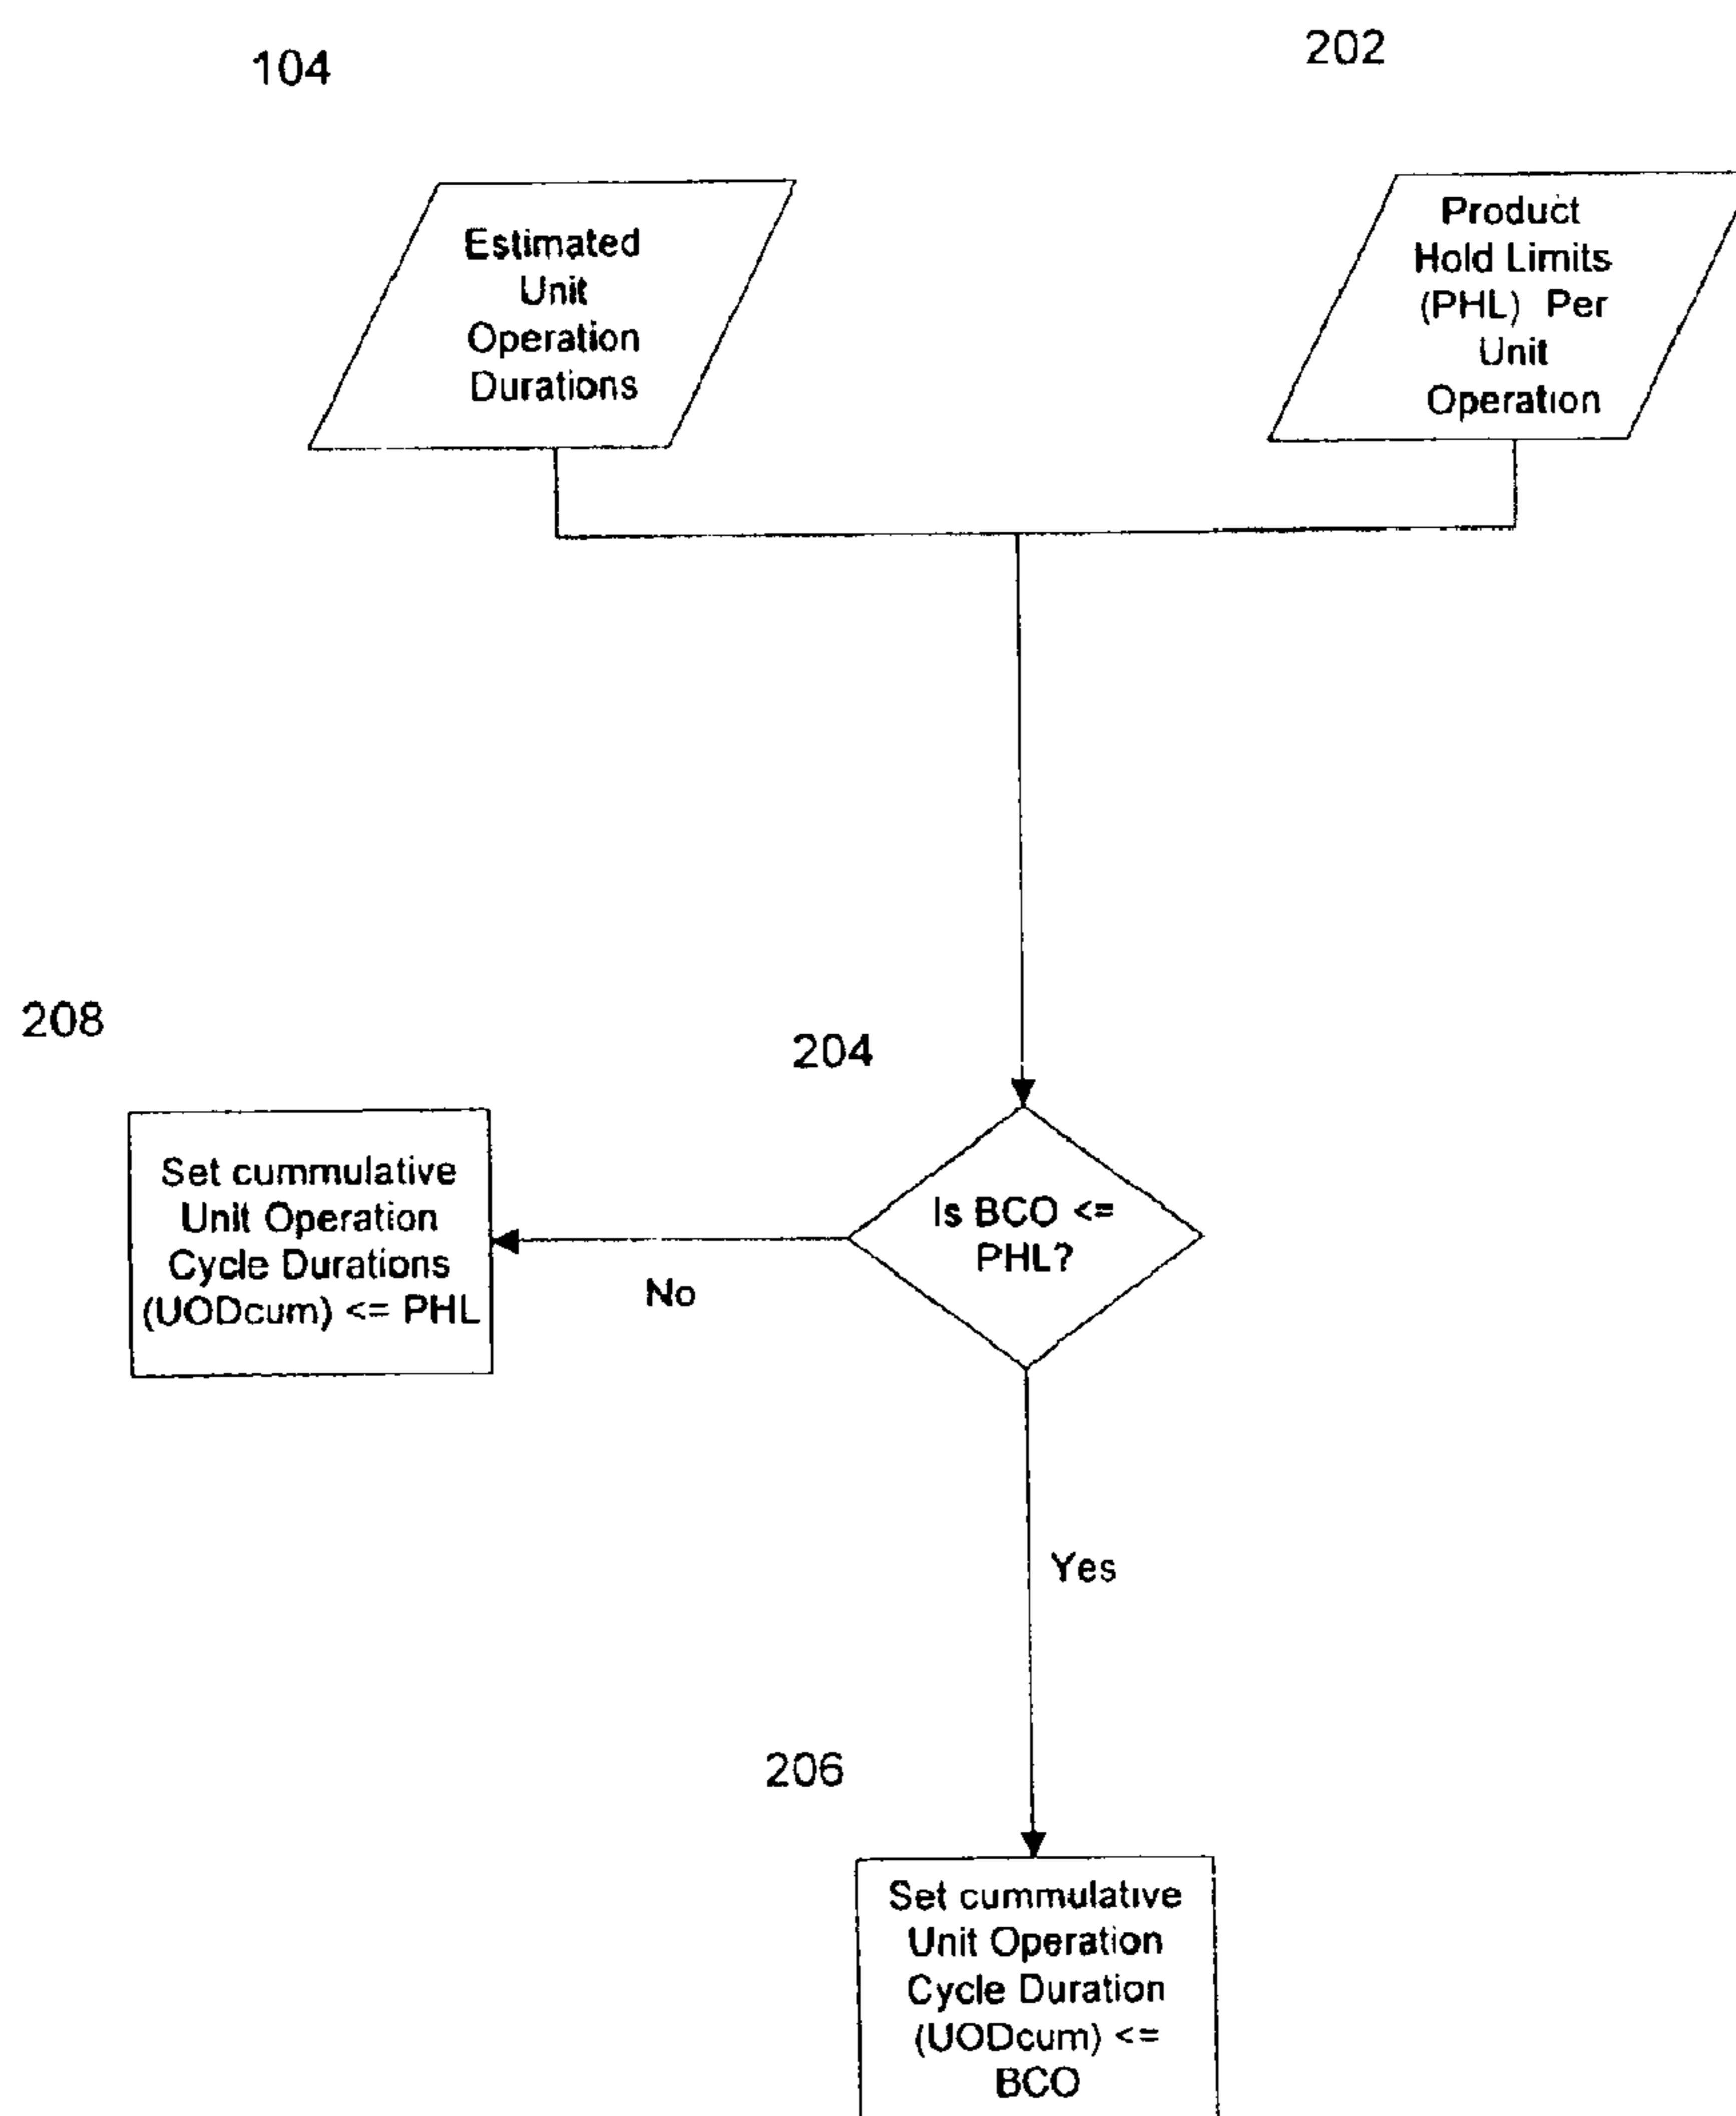 104
202
Estimated
Unit
Operation
Durations
Product
Hold Limits
(PHL) Per
Unit
Operation
208
204
Set cummulative
Unit Operation
Cycle Durations
(UODcum) <= PHL
Is BCO <=
PHL?
No
Yes
206
Set cummulative
Unit Operation
Cycle Duration
(UODcum) <=
BCO